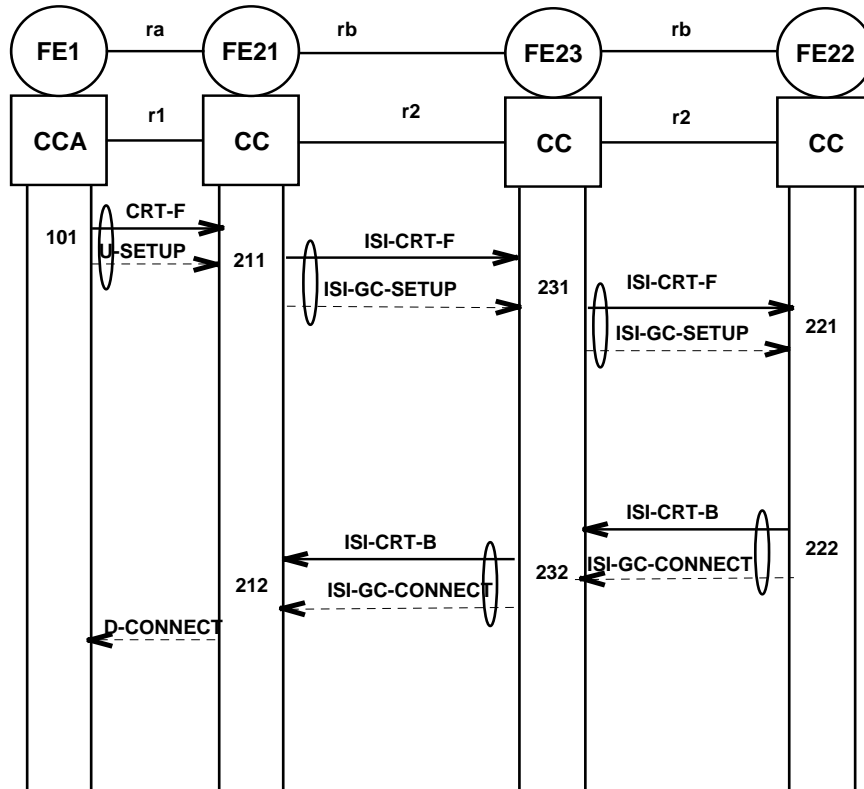 FE1 ra FE21 rb FE23 rb FE22
CCA r1 CC r2 CC r2 CC
CRT-F
101
U-SETUP
211
ISI-CRT-F
ISI-GC-SETUP
231
ISI-CRT-F
ISI-GC-SETUP
221
ISI-CRT-B
222
ISI-GC-CONNECT
ISI-CRT-B
232
ISI-GC-CONNECT
212
D-CONNECT